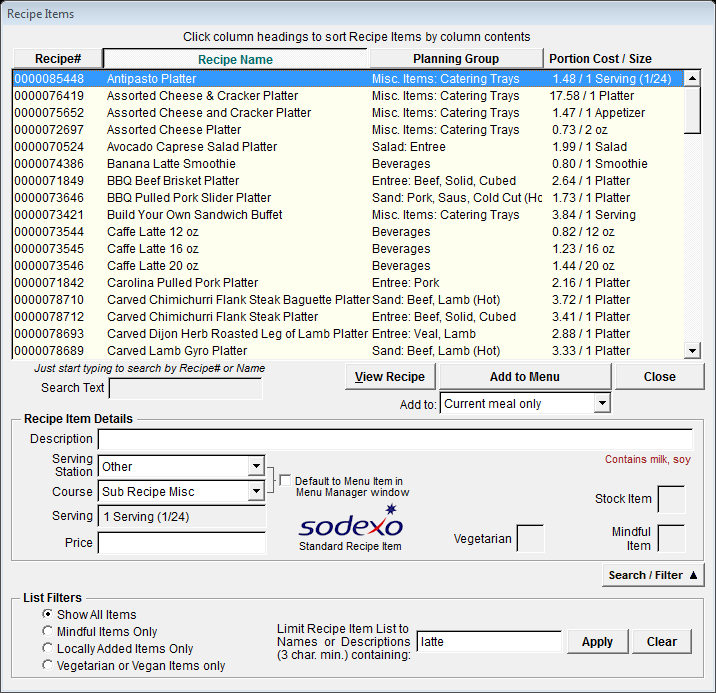 Recipe Items
Click column headings to sort Recipe Items by column contents
Recipe# Recipe Name Planning Group Portion Cost / Size
0000085448 Antipasto Platter Misc. Items: Catering Trays 1.48 / 1 Serving (1/24)
0000076419 Assorted Cheese & Cracker Platter Misc. Items: Catering Trays 17.58 / 1 Platter
0000075652 Assorted Cheese and Cracker Platter Misc. Items: Catering Trays 1.47 / 1 Appetizer
0000072697 Assorted Cheese Platter Misc. Items: Catering Trays 0.73 / 2 oz
0000070524 Avocado Caprese Salad Platter Salad: Entree 1.99 / 1 Salad
0000074386 Banana Latte Smoothie Beverages 0.80 / 1 Smoothie
0000071849 BBQ Beef Brisket Platter Entree: Beef, Solid, Cubed 2.64 / 1 Platter
0000073646 BBQ Pulled Pork Slider Platter Sand: Pork, Saus, Cold Cut (Ho 1.73 / 1 Platter
0000073421 Build Your Own Sandwich Buffet Misc. Items: Catering Trays 3.84 / 1 Serving
0000073544 Caffe Latte 12 oz Beverages 0.82 / 12 oz
0000073545 Caffe Latte 16 oz Beverages 1.23 / 16 oz
0000073546 Caffe Latte 20 oz Beverages 1.44 / 20 oz
0000071842 Carolina Pulled Pork Platter Entree: Pork 2.16 / 1 Platter
0000078710 Carved Chimichurri Flank Steak Baguette Platter Sand: Beef, Lamb (Hot) 3.72 / 1 Platter
0000078712 Carved Chimichurri Flank Steak Platter Entree: Beef, Solid, Cubed 3.41 / 1 Platter
0000078693 Carved Dijon Herb Roasted Leg of Lamb Platter Entree: Veal, Lamb 2.88 / 1 Platter
0000078689 Carved Lamb Gyro Platter Sand: Beef, Lamb (Hot) 3.33 / 1 Platter
Just start typing to search by Recipe# or Name
Search Text
View Recipe Add to Menu Close
Add to: Current meal only
Recipe Item Details
Description
Serving
Station Other
Contains milk, soy
Course Sub Recipe Misc
Default to Menu Item in
Menu Manager window
Serving 1 Serving (1/24)
Price
sodexo
Standard Recipe Item
Stock Item
Vegetarian
Mindful
Item
Search / Filter ▲
List Filters
Show All Items
Mindful Items Only
Locally Added Items Only
Vegetarian or Vegan Items only
Limit Recipe Item List to
Names or Descriptions
(3 char. min.) containing:
latte
Apply Clear